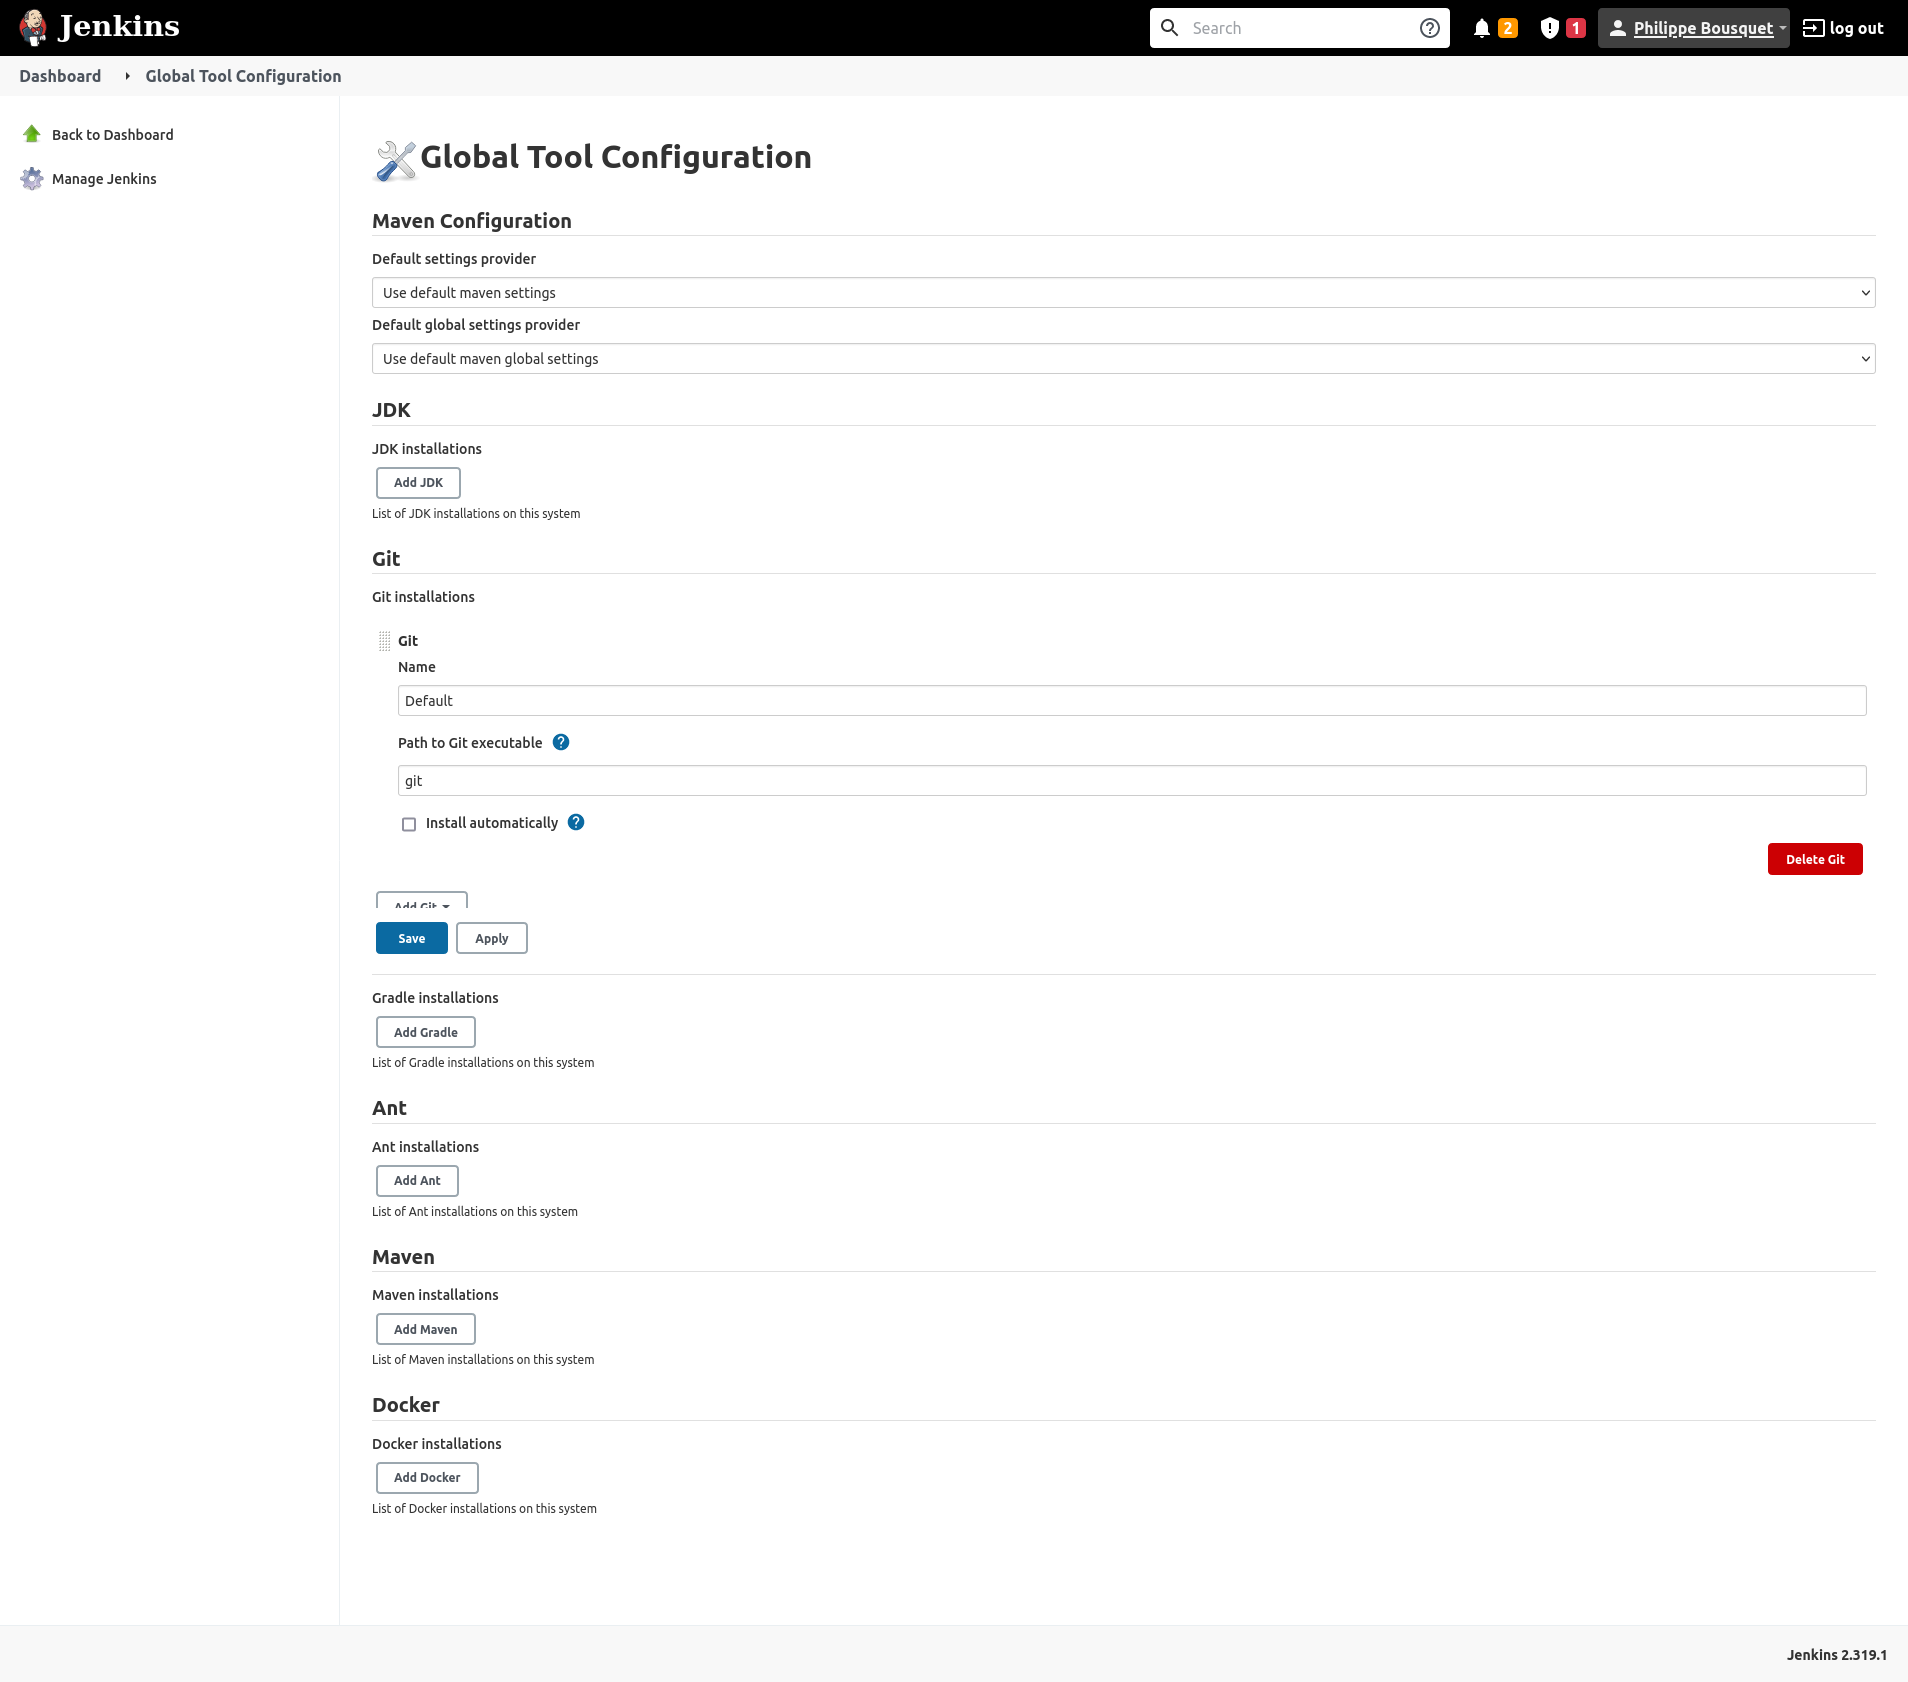 Jenkins
Search
2
1
Philippe Bousquet
log out
Dashboard
Global Tool Configuration
Back to Dashboard
Manage Jenkins
Global Tool Configuration
Maven Configuration
Default settings provider
Use default maven settings
Default global settings provider
Use default maven global settings
JDK
JDK installations
Add JDK
List of JDK installations on this system
Git
Git installations
Git
Name
Default
Path to Git executable ?
git
Install automatically ?
Delete Git
Add Git
Save
Apply
Gradle installations
Add Gradle
List of Gradle installations on this system
Ant
Ant installations
Add Ant
List of Ant installations on this system
Maven
Maven installations
Add Maven
List of Maven installations on this system
Docker
Docker installations
Add Docker
List of Docker installations on this system
Jenkins 2.319.1